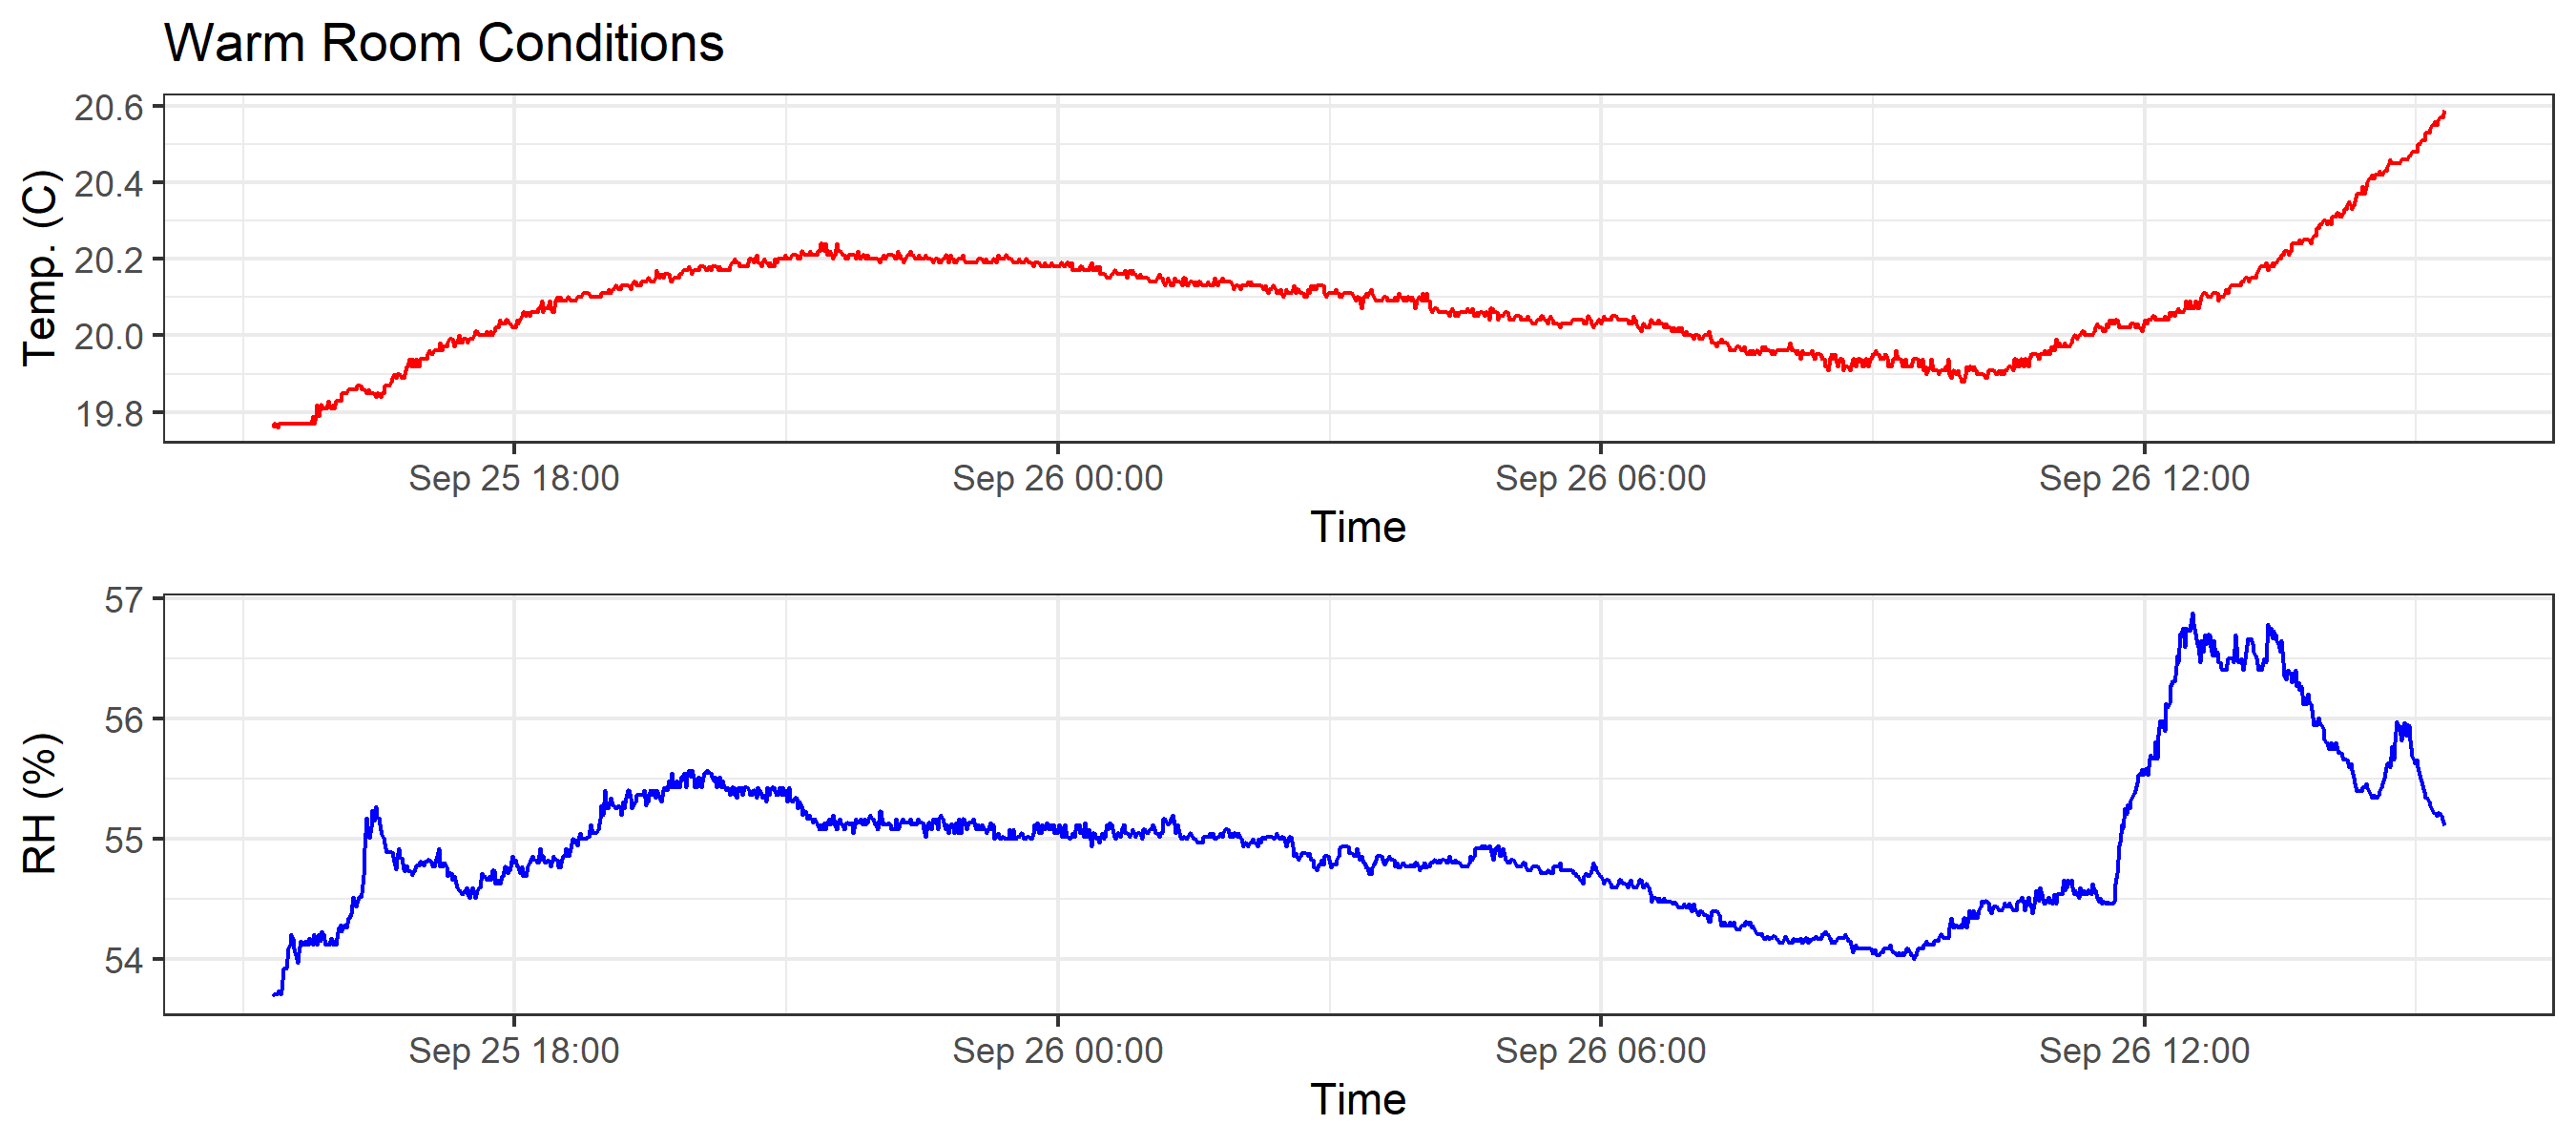 Warm Room Conditions
Temp. (C)
20.6
20.4
20.2
20.0
19.8
Sep 25 18:00 Sep 26 00:00 Sep 26 06:00 Sep 26 12:00
Time
RH (%)
57
56
55
54
Sep 25 18:00 Sep 26 00:00 Sep 26 06:00 Sep 26 12:00
Time